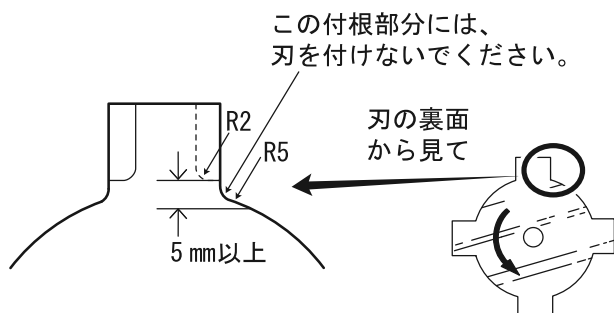 この付根部分には、
刃を付けないでください。
R2
R5
刃の裏面
から見て
5 mm以上